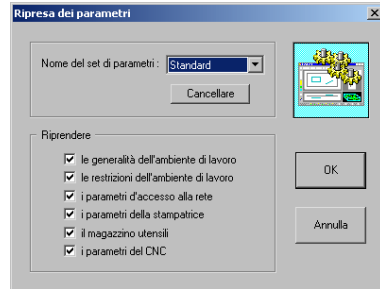 Ripresa dei parametri
Nome del set di parametri : Standard
Cancellare
Riprendere
le generalità dell'ambiente di lavoro
le restrizioni dell'ambiente di lavoro
i parametri d'accesso alla rete
i parametri della stampatrice
il magazzino utensili
i parametri del CNC
OK
Annulla